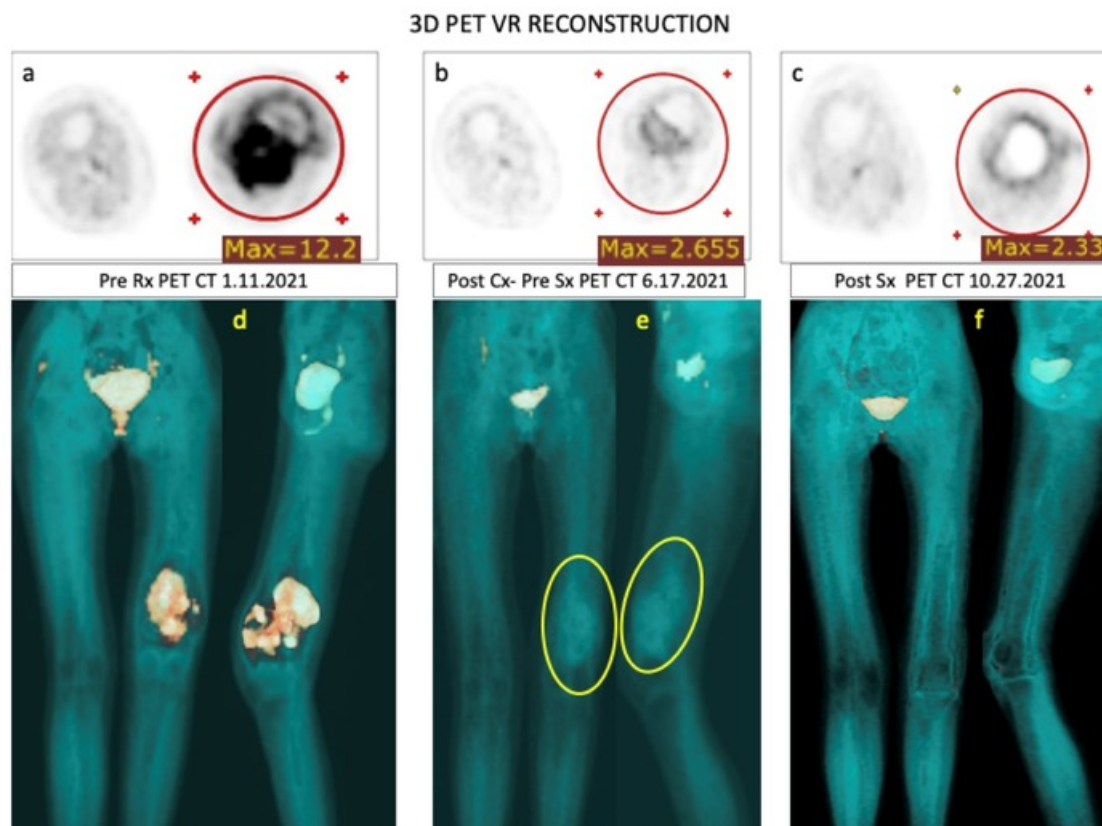 3D PET VR RECONSTRUCTION
a
b
c
Max=12.2
Max=2.655
Max=2.33
Pre Rx PET CT 1.11.2021
Post Cx- Pre Sx PET CT 6.17.2021
Post Sx  PET CT 10.27.2021
d
e
f